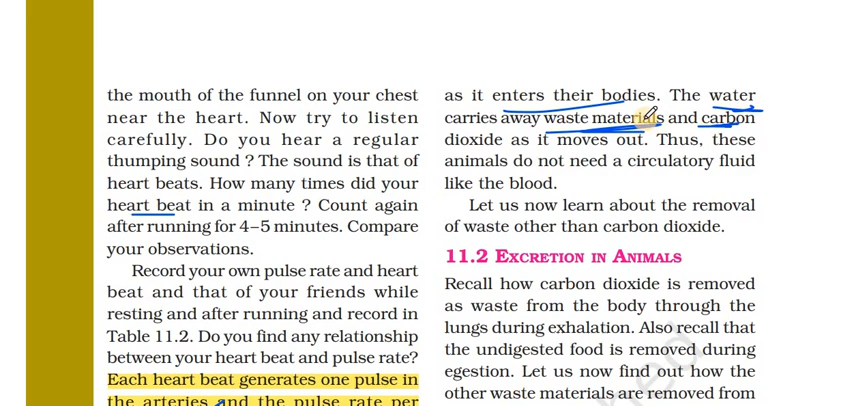 the mouth of the funnel on your chest
near the heart. Now try to listen
carefully. Do you hear a regular
thumping sound ? The sound is that of
heart beats. How many times did your
heart beat in a minute ? Count again
after running for 4–5 minutes. Compare
your observations.
Record your own pulse rate and heart
beat and that of your friends while
resting and after running and record in
Table 11.2. Do you find any relationship
between your heart beat and pulse rate?
Each heart beat generates one pulse in
the arteries and the pulse rate per
as it enters their bodies. The water
carries away waste materials and carbon
dioxide as it moves out. Thus, these
animals do not need a circulatory fluid
like the blood.
Let us now learn about the removal
of waste other than carbon dioxide.
11.2 EXCRETION IN ANIMALS
Recall how carbon dioxide is removed
as waste from the body through the
lungs during exhalation. Also recall that
the undigested food is removed during
egestion. Let us now find out how the
other waste materials are removed from